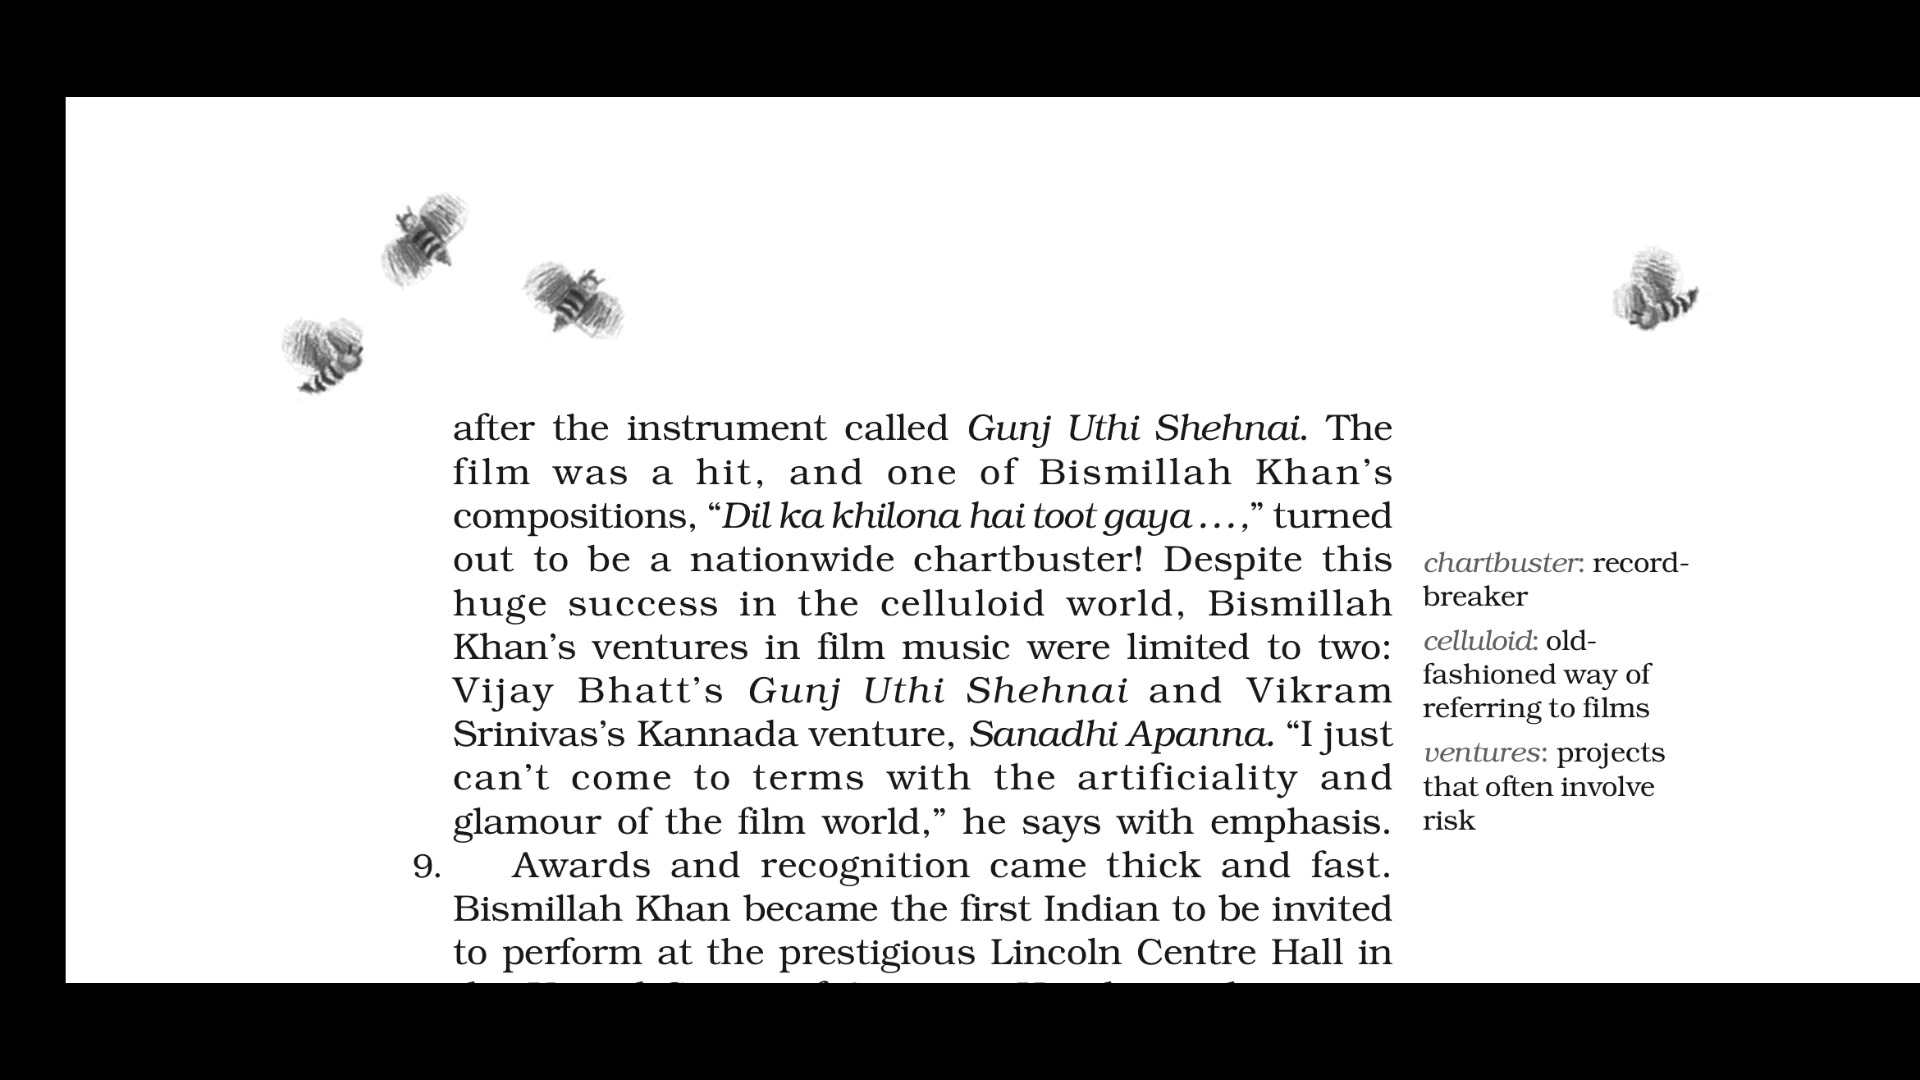 after the instrument called Gunj Uthi Shehnai. The
film was a hit, and one of Bismillah Khan’s
compositions, “Dil ka khilona hai toot gaya ...,” turned
out to be a nationwide chartbuster! Despite this
huge success in the celluloid world, Bismillah
Khan’s ventures in film music were limited to two:
Vijay Bhatt’s Gunj Uthi Shehnai and Vikram
Srinivas’s Kannada venture, Sanadhi Apanna. “I just
can’t come to terms with the artificiality and
glamour of the film world,” he says with emphasis.
9. Awards and recognition came thick and fast.
Bismillah Khan became the first Indian to be invited
to perform at the prestigious Lincoln Centre Hall in
chartbuster: record-
breaker
celluloid: old-
fashioned way of
referring to films
ventures: projects
that often involve
risk